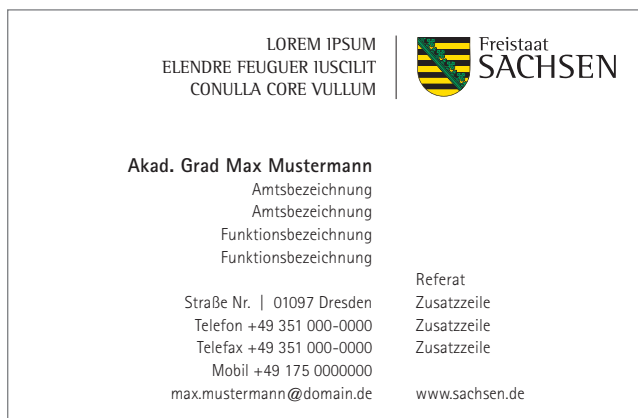 LOREM IPSUM
ELENDRE FEUGUER IUSCILIT
CONULLA CORE VULLUM
Freistaat
SACHSEN
Akad. Grad Max Mustermann
Amtsbezeichnung
Amtsbezeichnung
Funktionsbezeichnung
Funktionsbezeichnung
Straße Nr. | 01097 Dresden
Telefon +49 351 000-0000
Telefax +49 351 000-0000
Mobil +49 175 0000000
max.mustermann@domain.de
Referat
Zusatzzeile
Zusatzzeile
Zusatzzeile
www.sachsen.de